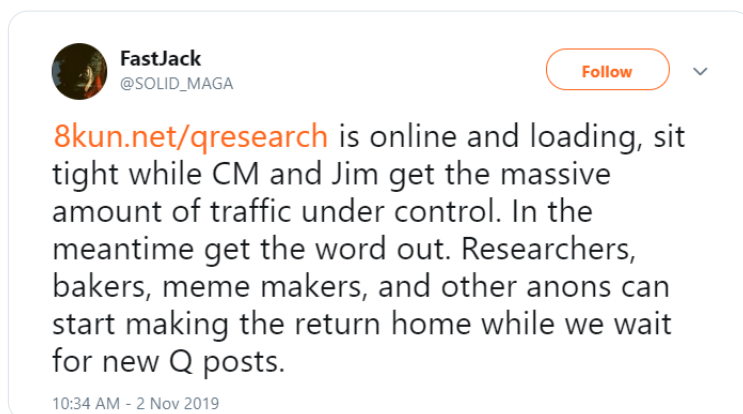 FastJack
@SOLID_MAGA
Follow
8kun.net/qresearch is online and loading, sit
tight while CM and Jim get the massive
amount of traffic under control. In the
meantime get the word out. Researchers,
bakers, meme makers, and other anons can
start making the return home while we wait
for new Q posts.
10:34 AM - 2 Nov 2019